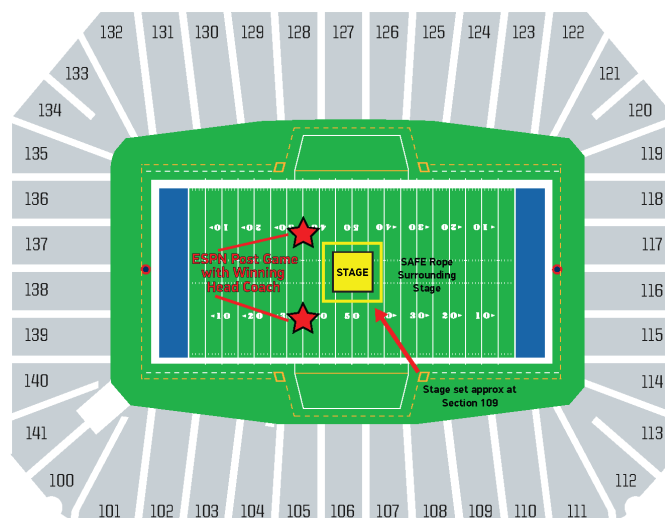 132 131 130 129 128 127 126 125 124 123 122
133 121
134 120
135 119
136 118
10 20 50 40 30 20 10
137 117
ESPN Post Game
with Winning
Head Coach
STAGE
SAFE Rope
Surrounding
Stage
138 116
10 50 30 20 10
139 115
140 114
Stage set approx at
Section 109
141 113
100 112
101 102 103 104 105 106 107 108 109 110 111